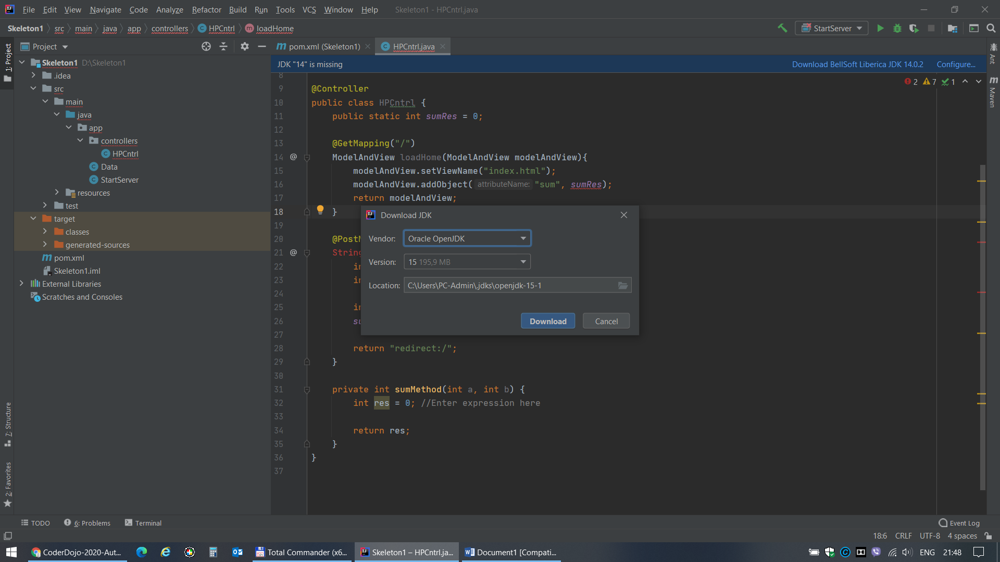 File Edit View Navigate Code Analyze Refactor Build Run Tools VCS Window Help Skeleton1 - HPCntrl.java
Skeleton1 src main java app controllers HPCntrl loadHome StartServer
Project
pom.xml (Skeleton1) HPCntrl.java
1: Project
Skeleton1 D:\Skeleton1
.idea
src
main
java
app
controllers
HPCntrl
Data
StartServer
resources
test
target
classes
generated-sources
pom.xml
Skeleton1.iml
External Libraries
Scratches and Consoles
7: Structure
2: Favorites
JDK "14" is missing Download BellSoft Liberica JDK 14.0.2 Configure...
2 7 1
Ant
Maven
8
9 @Controller
10 public class HPCntrl {
11 public static int sumRes = 0;
12
13 @GetMapping("/")
14 @ ModelAndView loadHome(ModelAndView modelAndView){
15 modelAndView.setViewName("index.html");
16 modelAndView.addObject( attributeName: "sum", sumRes);
17 return modelAndView;
18 }
19
20 @PostM
21 @ String
22 in
23 in
24
25 in
26 su
27
28 return "redirect:/";
29 }
30
31 private int sumMethod(int a, int b) {
32 int res = 0; //Enter expression here
33
34 return res;
35 }
36 }
37
Download JDK
Vendor: Oracle OpenJDK
Version: 15 195,9 MB
Location: C:\Users\PC-Admin\.jdks\openjdk-15-1
Download Cancel
TODO 6: Problems Terminal Event Log
18:6 CRLF UTF-8 4 spaces
CoderDojo-2020-Aut... Total Commander (x6... Skeleton1 – HPCntrl.ja... Document1 [Compati... ENG 21:48